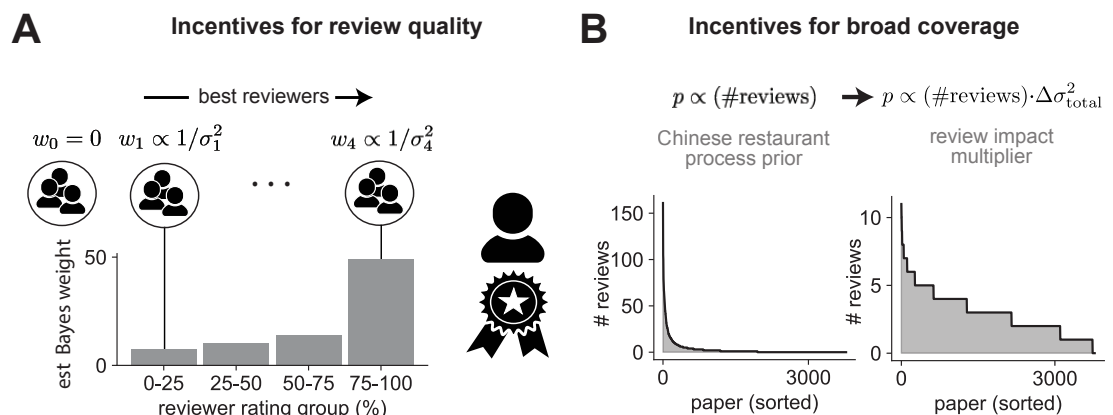 A
Incentives for review quality
best reviewers
w₀ = 0
w₁ ∝ 1/σ₁²
w₄ ∝ 1/σ₄²
. . .
est Bayes weight
50
0
0-25
25-50
50-75
75-100
reviewer rating group (%)
B
Incentives for broad coverage
p ∝ (#reviews)
p ∝ (#reviews)·Δσ²total
Chinese restaurant
process prior
review impact
multiplier
# reviews
150
100
50
0
0
3000
paper (sorted)
# reviews
10
5
0
0
3000
paper (sorted)